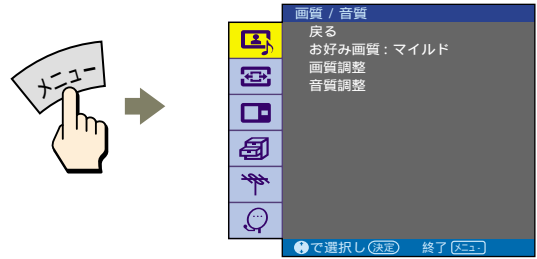 メニュー
画質 / 音質
戻る
お好み画質 : マイルド
画質調整
音質調整
で選択し 決定 終了 メニュー